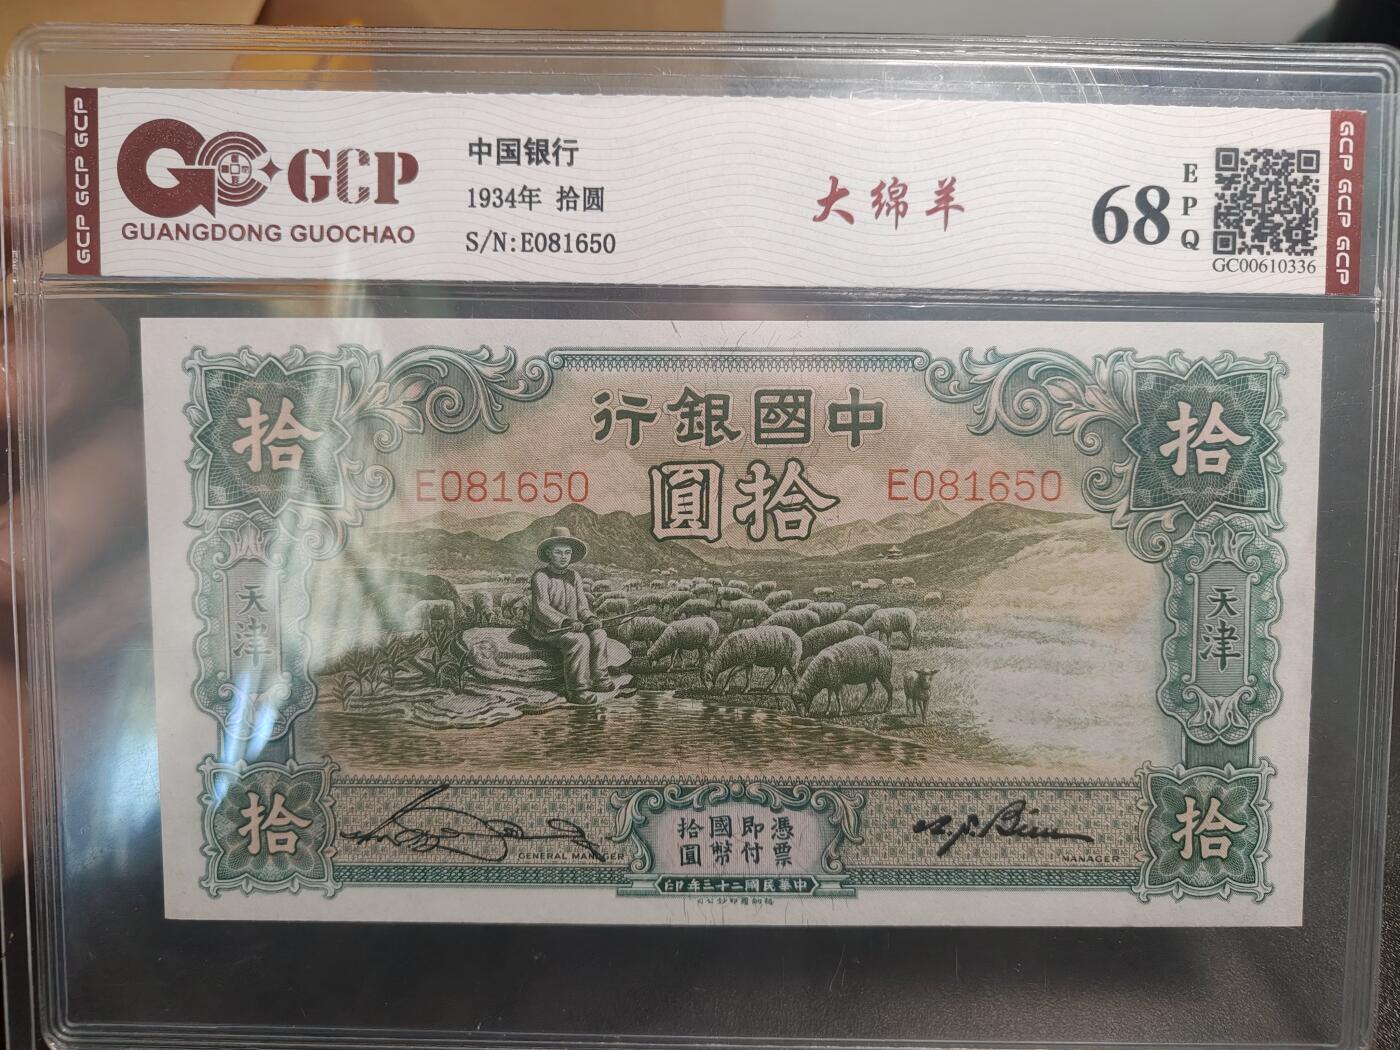 GCP GCP GCP
GCP
GUANGDONG GUOCHAO
中国银行
1934年 拾圆
S/N:E081650
大绵羊
68
EPQ
GC00610336
GCP GCP GCP
行銀國中
圓拾
拾
拾
E081650
E081650
天津
天津
拾
拾
GENERAL MANAGER
憑票
即付
國幣
拾圓
MANAGER
印年三十二國民華中